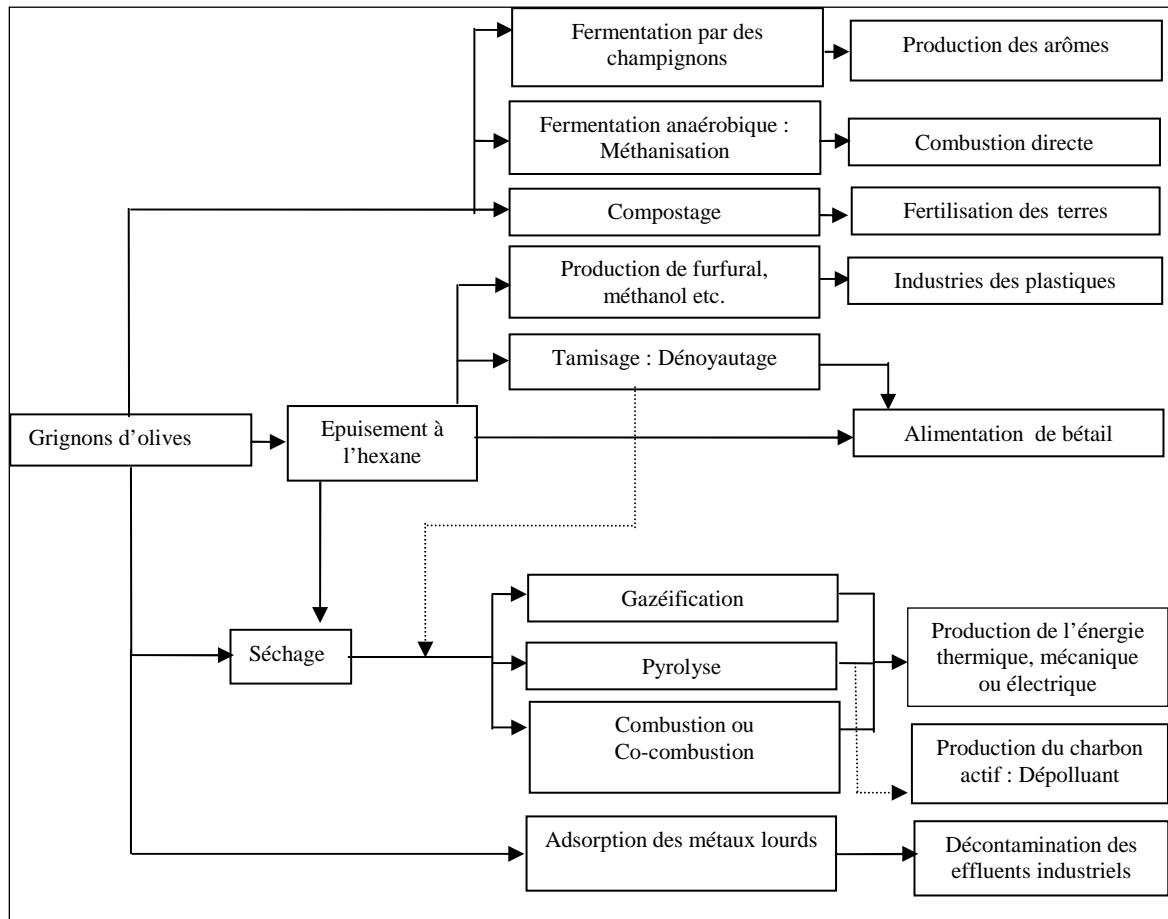 Fermentation par des
champignons
Production des arômes
Fermentation anaérobique :
Méthanisation
Combustion directe
Compostage
Fertilisation des terres
Production de furfural,
méthanol etc.
Industries des plastiques
Tamisage : Dénoyautage
Grignons d’olives
Epuisement à
l’hexane
Alimentation de bétail
Gazéification
Séchage
Pyrolyse
Production de l’énergie
thermique, mécanique
ou électrique
Combustion ou
Co-combustion
Production du charbon
actif : Dépolluant
Adsorption des métaux lourds
Décontamination des
effluents industriels